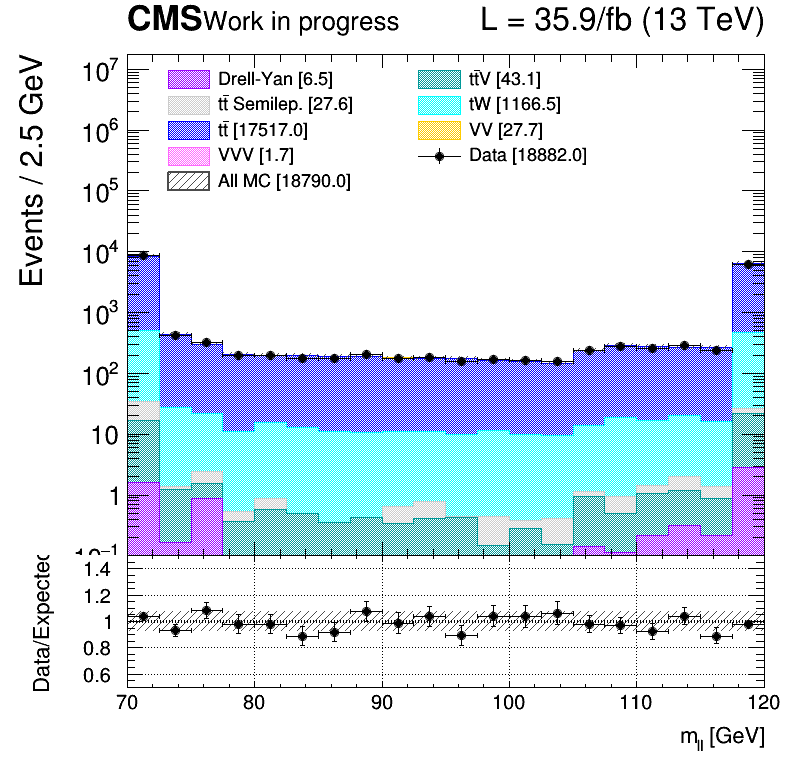 CMS Work in progress L = 35.9/fb (13 TeV)
Events / 2.5 GeV
Drell-Yan [6.5]
tt̄ Semilep. [27.6]
tt̄ [17517.0]
VVV [1.7]
All MC [18790.0]
tt̄V [43.1]
tW [1166.5]
VV [27.7]
Data [18882.0]
10⁷
10⁶
10⁵
10⁴
10³
10²
10
1
10⁻¹
Data/Expected
1.4
1.2
1
0.8
0.6
70 80 90 100 110 120
m_ll [GeV]